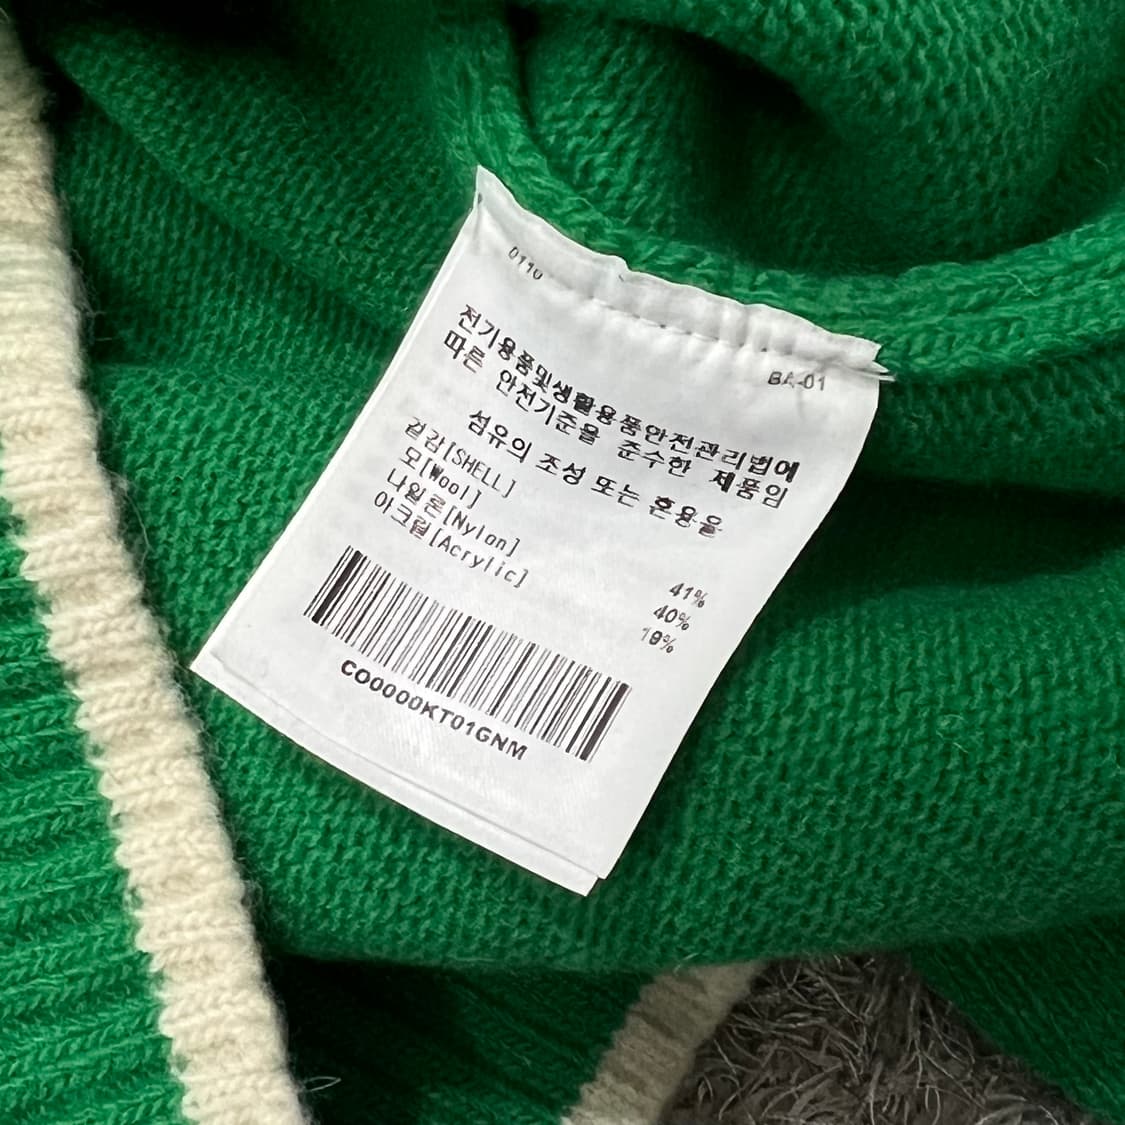 0110
BA-01
전기용품및생활용품안전관리법에
따른 안전기준을 준수한 제품임
섬유의 조성 또는 혼용율
겉감[SHELL]
모[Wool] 41%
나일론[Nylon] 40%
아크릴[Acrylic] 19%
CO0000KT01GNM